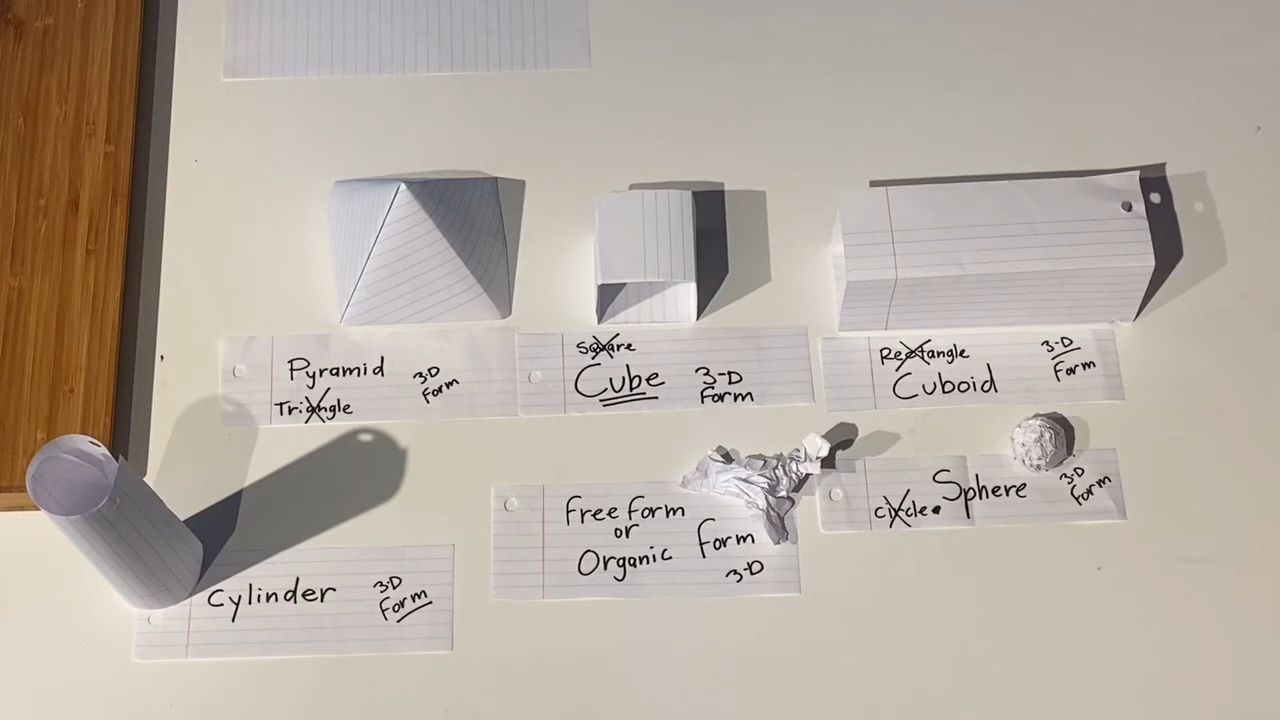 Pyramid 3-D
Form
Triangle
Square
Cube 3-D
Form
Rectangle 3-D
Form
Cuboid
Cylinder 3-D
Form
Free form
or
Organic form
3-D
circle. Sphere 3-D
Form